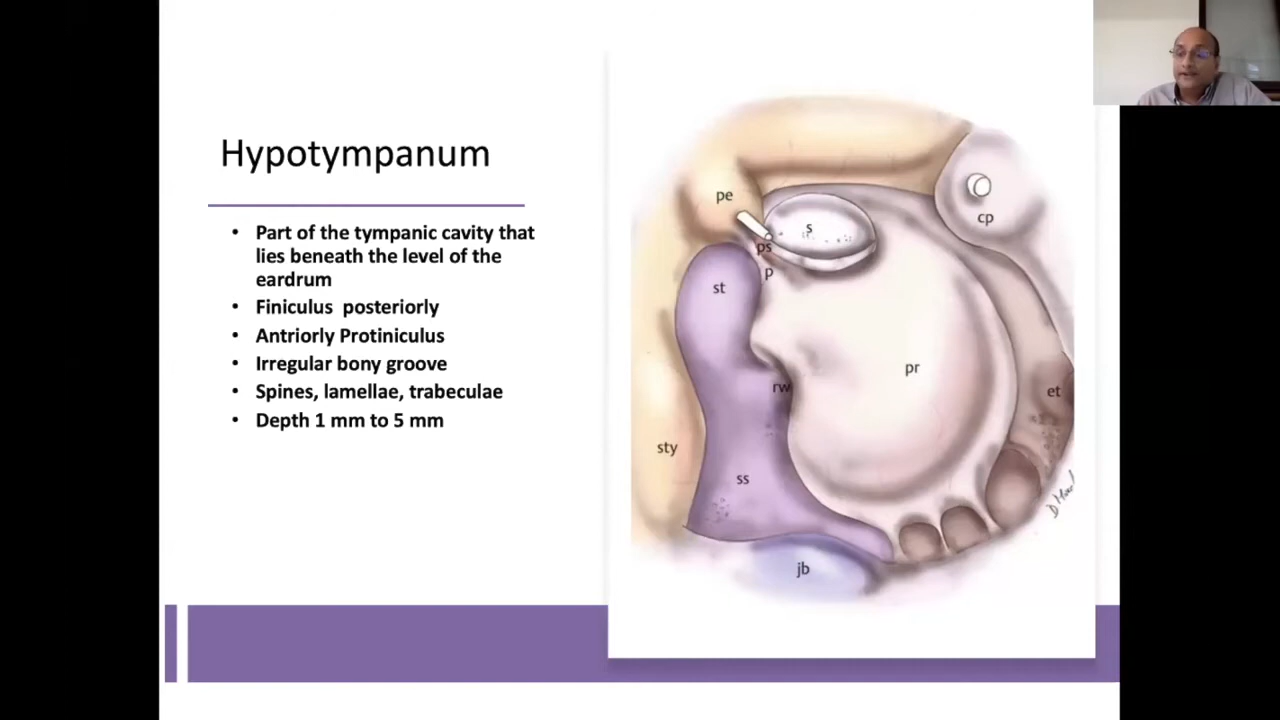 Hypotympanum
• Part of the tympanic cavity that
lies beneath the level of the
eardrum
• Finiculus posteriorly
• Antriorly Protiniculus
• Irregular bony groove
• Spines, lamellae, trabeculae
• Depth 1 mm to 5 mm
pe
s
cp
ps
p
st
pr
rw
et
sty
ss
jb